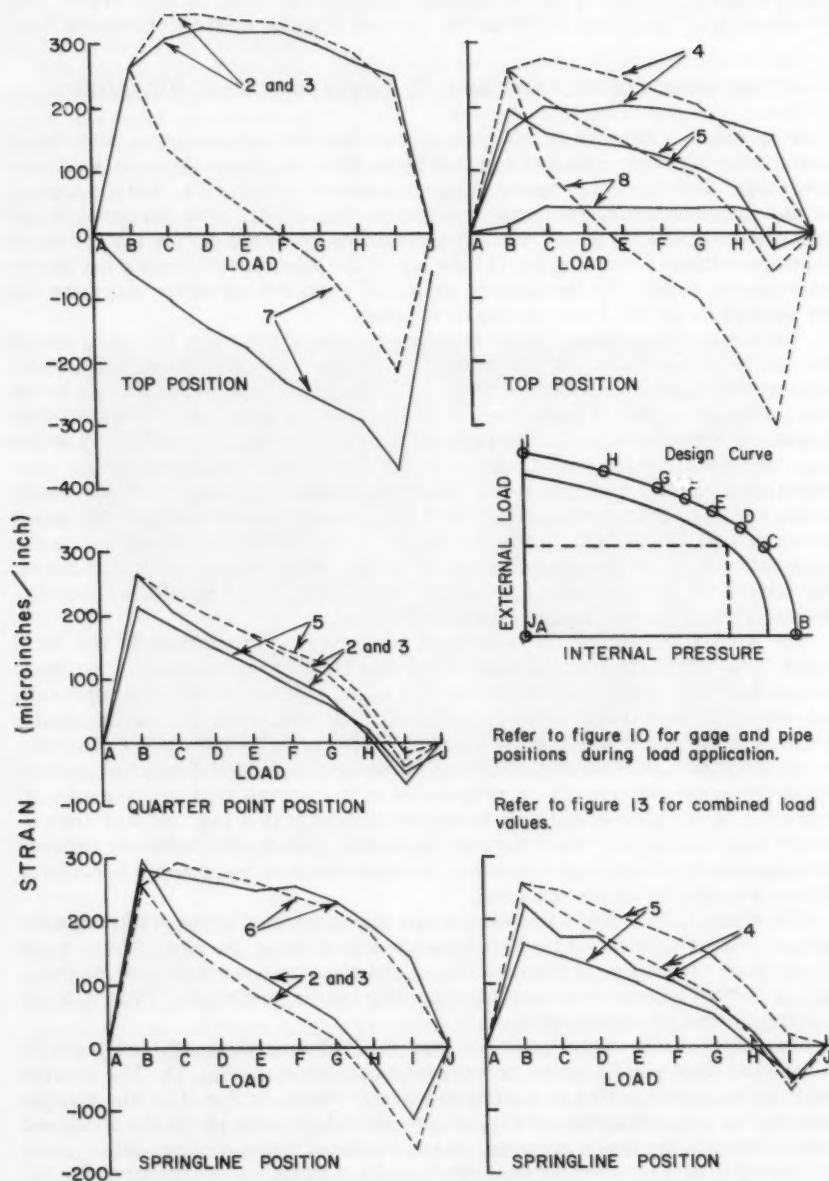 300
200
100
0
-100
-200
-300
-400
2 and 3
7
A B D E F G H
LOAD
TOP POSITION
4
5
8
A B C D E F G H
LOAD
TOP POSITION
Design Curve
I
H
G
E
D
C
B
J
A
EXTERNAL LOAD
INTERNAL PRESSURE
STRAIN (microinches/inch)
300
200
100
0
-100
5
2 and 3
A B C D E F G H I J
LOAD
QUARTER POINT POSITION
Refer to figure 10 for gage and pipe
positions during load application.
Refer to figure 13 for combined load
values.
300
200
100
0
-100
-200
6
2 and 3
A B C D E F G H I J
LOAD
SPRINGLINE POSITION
5
4
A B C D E F G H I J
LOAD
SPRINGLINE POSITION